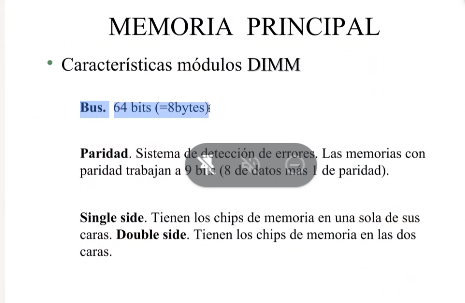 MEMORIA PRINCIPAL
• Características módulos DIMM
Bus. 64 bits (=8bytes)
Paridad. Sistema de detección de errores. Las memorias con
paridad trabajan a 9 bits (8 de datos más 1 de paridad).
Single side. Tienen los chips de memoria en una sola de sus
caras. Double side. Tienen los chips de memoria en las dos
caras.